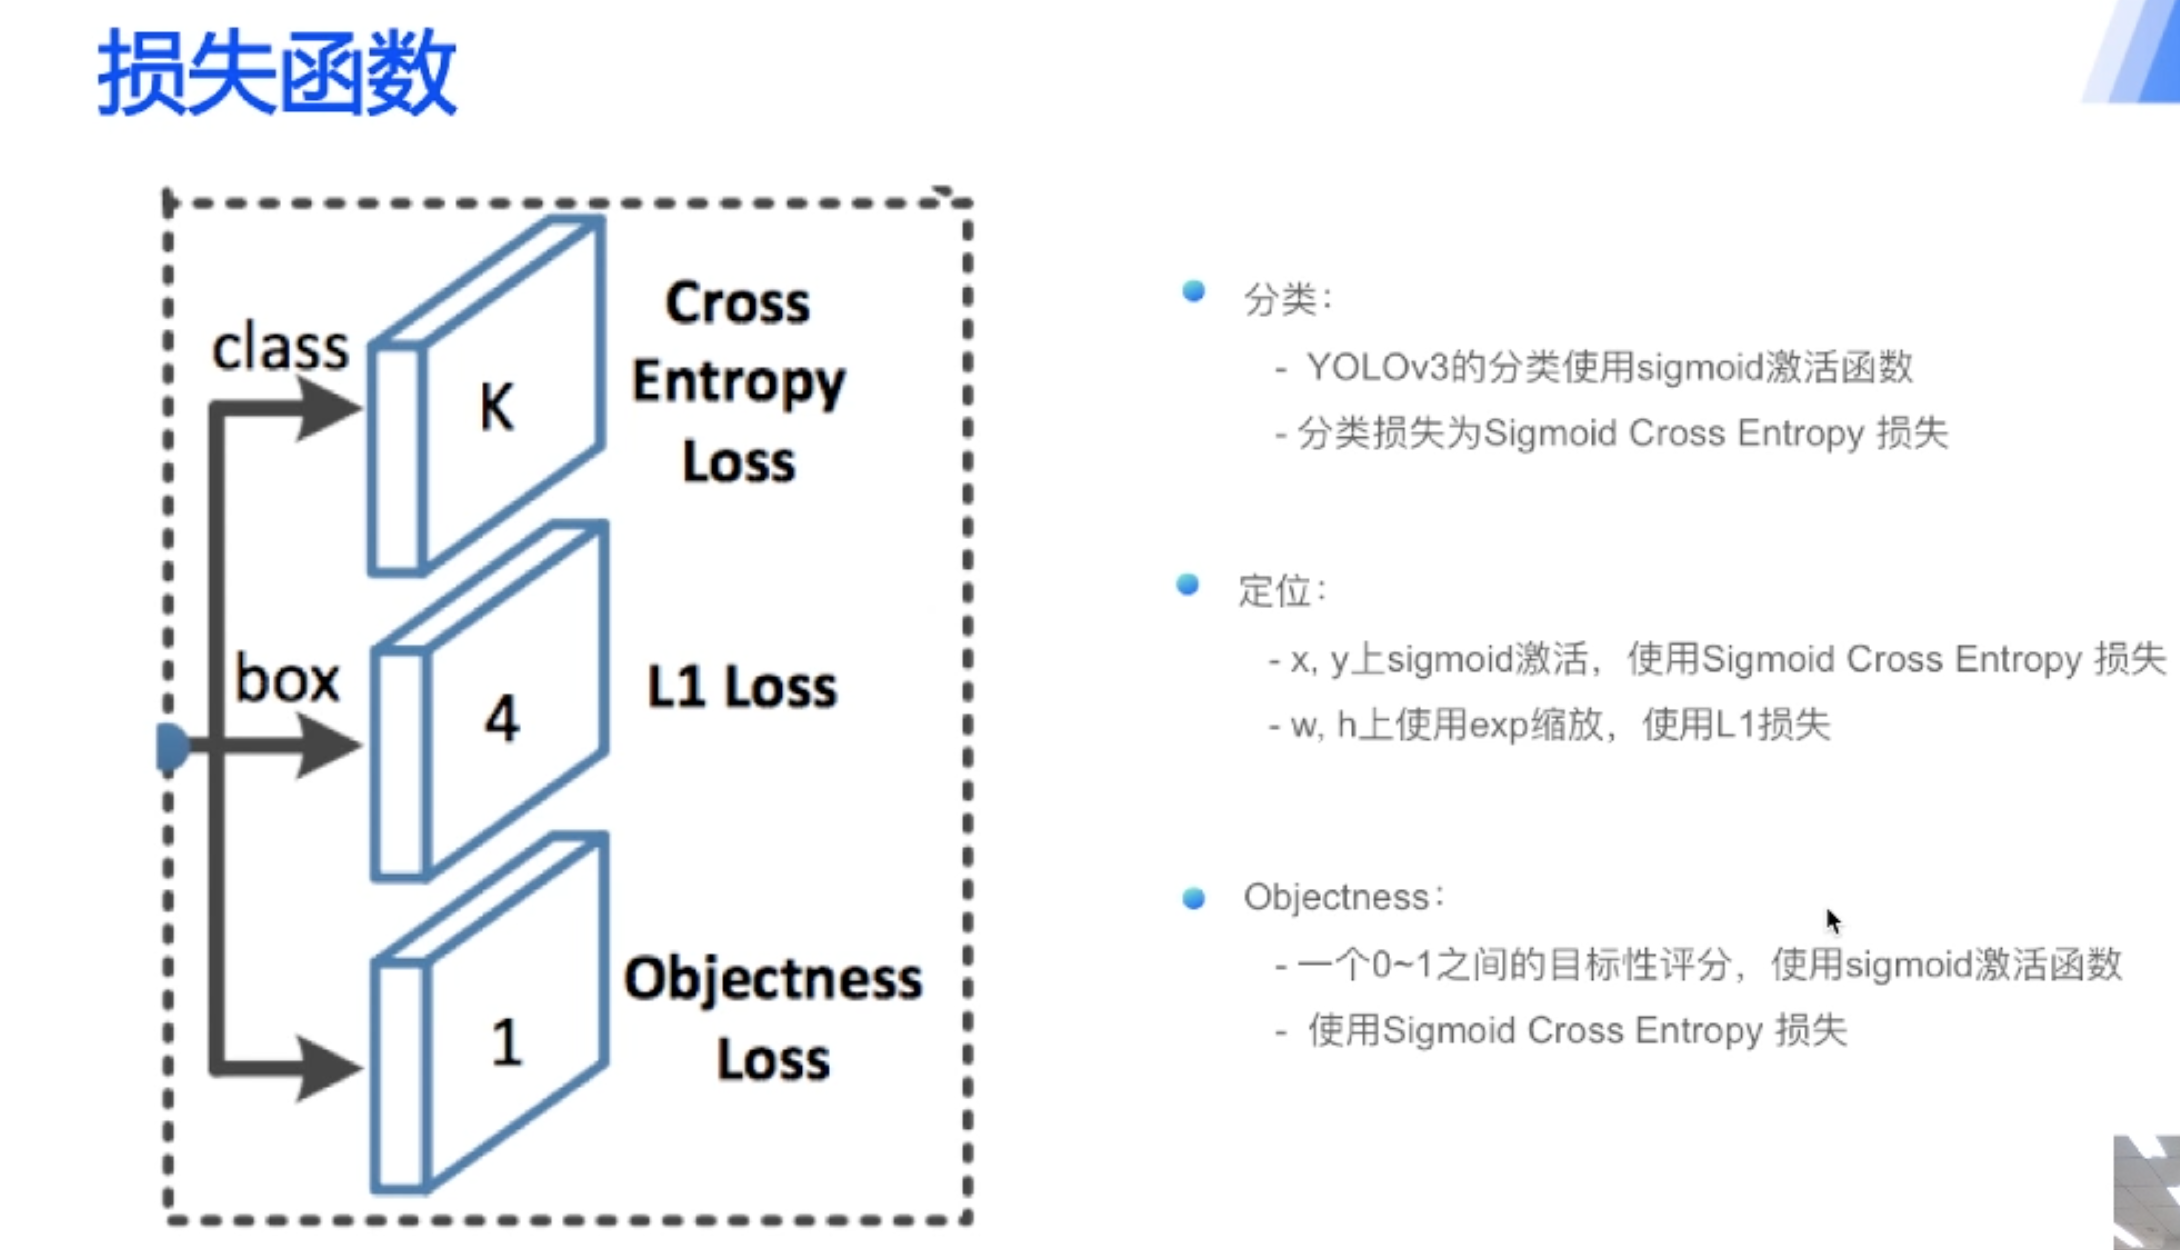 损失函数
class
K
Cross
Entropy
Loss
box
4
L1 Loss
1
Objectness
Loss
分类：
- YOLOv3的分类使用sigmoid激活函数
- 分类损失为Sigmoid Cross Entropy 损失
定位：
- x, y上sigmoid激活，使用Sigmoid Cross Entropy 损失
- w, h上使用exp缩放，使用L1损失
Objectness：
- 一个0~1之间的目标性评分，使用sigmoid激活函数
- 使用Sigmoid Cross Entropy 损失